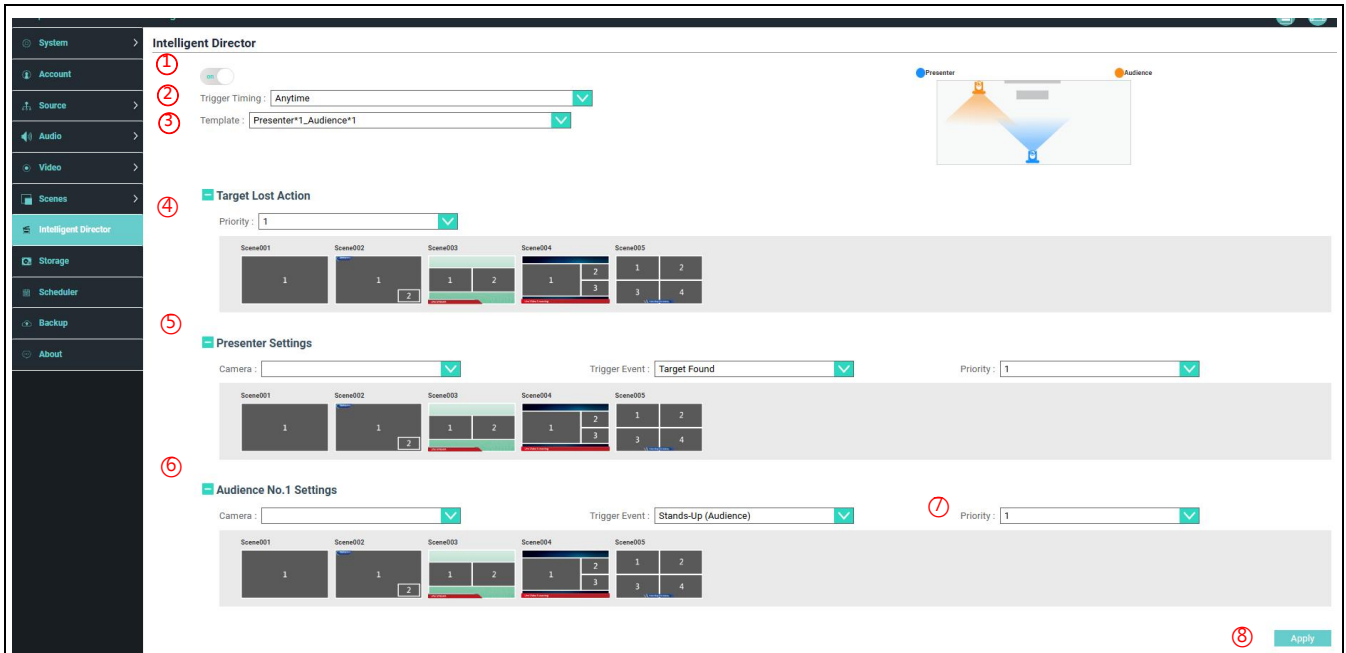 System
Intelligent Director
Account
①
on
Presenter
Audience
②
Trigger Timing : Anytime
Source
③
Template : Presenter*1_Audience*1
Audio
Video
Scenes
Intelligent Director
Storage
Scheduler
Backup
About
④
Target Lost Action
Priority : 1
Scene001 Scene002 Scene003 Scene004 Scene005
1 1 2 1 2 1 2 3 1 2 3 4
⑤
Presenter Settings
Camera : Trigger Event : Target Found Priority : 1
Scene001 Scene002 Scene003 Scene004 Scene005
1 1 2 1 2 1 2 3 1 2 3 4
⑥
Audience No.1 Settings
Camera : Trigger Event : Stands-Up (Audience) ⑦ Priority : 1
Scene001 Scene002 Scene003 Scene004 Scene005
1 1 2 1 2 1 2 3 1 2 3 4
⑧ Apply